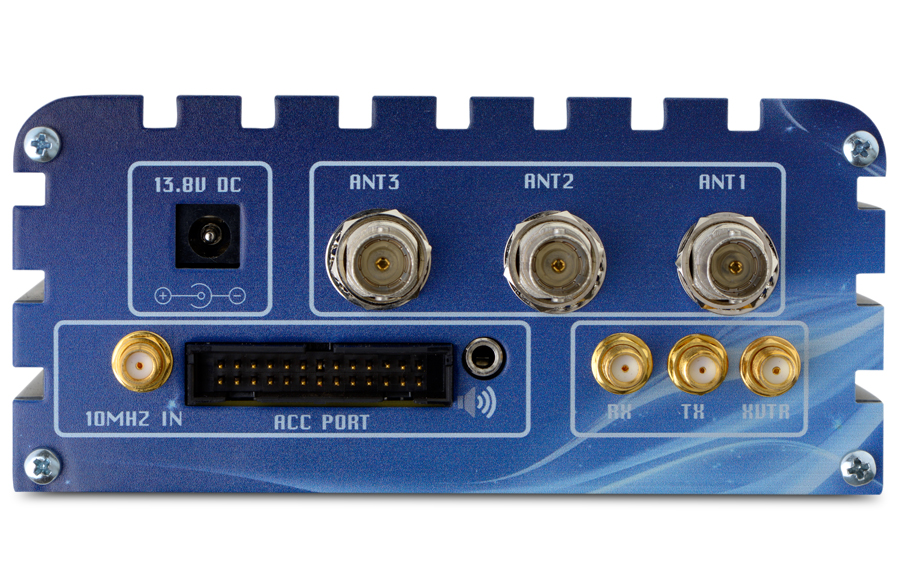 13.8V DC
ANT3
ANT2
ANT1
10MHZ IN
ACC PORT
RX
TX
XVTR